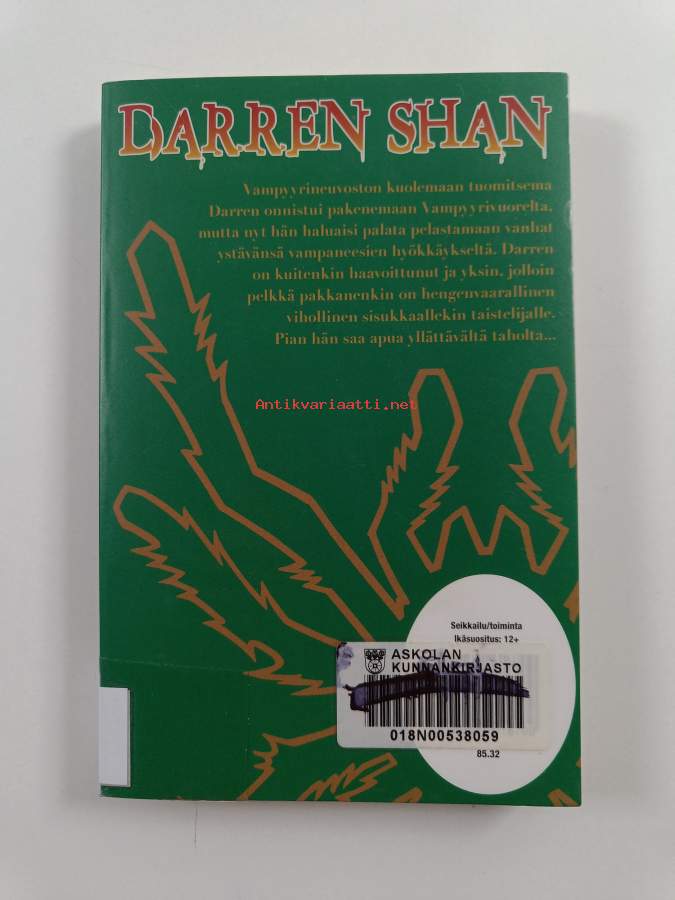 DARREN SHAN
Vampyyrineuvoston kuolemaan tuomitsema
Darren onnistui pakenemaan Vampyyrivuorelta,
mutta nyt hän haluaisi palata pelastamaan vanhat
ystävänsä vampaneesien hyökkäykseltä. Darren
on kuitenkin haavoittunut ja yksin, jolloin
pelkkä pakkanenkin on hengenvaarallinen
vihollinen sisukkaallekin taistelijalle.
Pian hän saa apua yllättävältä taholta...
Antikvariaatti.net
Seikkailu/toiminta
Ikäsuositus: 12+
ASKOLAN
KUNNANKIRJASTO
018N00538059
85.32